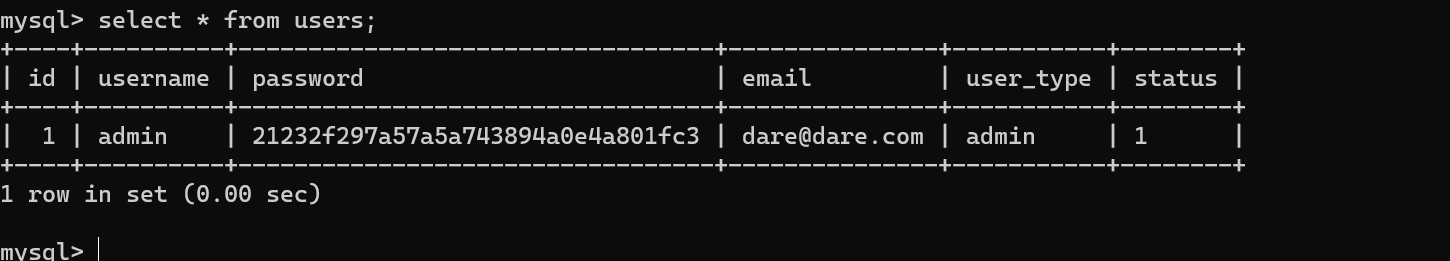 mysql> select * from users;
+----+----------+----------------------------------+---------------+-----------+--------+
| id | username | password                         | email         | user_type | status |
+----+----------+----------------------------------+---------------+-----------+--------+
|  1 | admin    | 21232f297a57a5a743894a0e4a801fc3 | dare@dare.com | admin     | 1      |
+----+----------+----------------------------------+---------------+-----------+--------+
1 row in set (0.00 sec)
mysql>